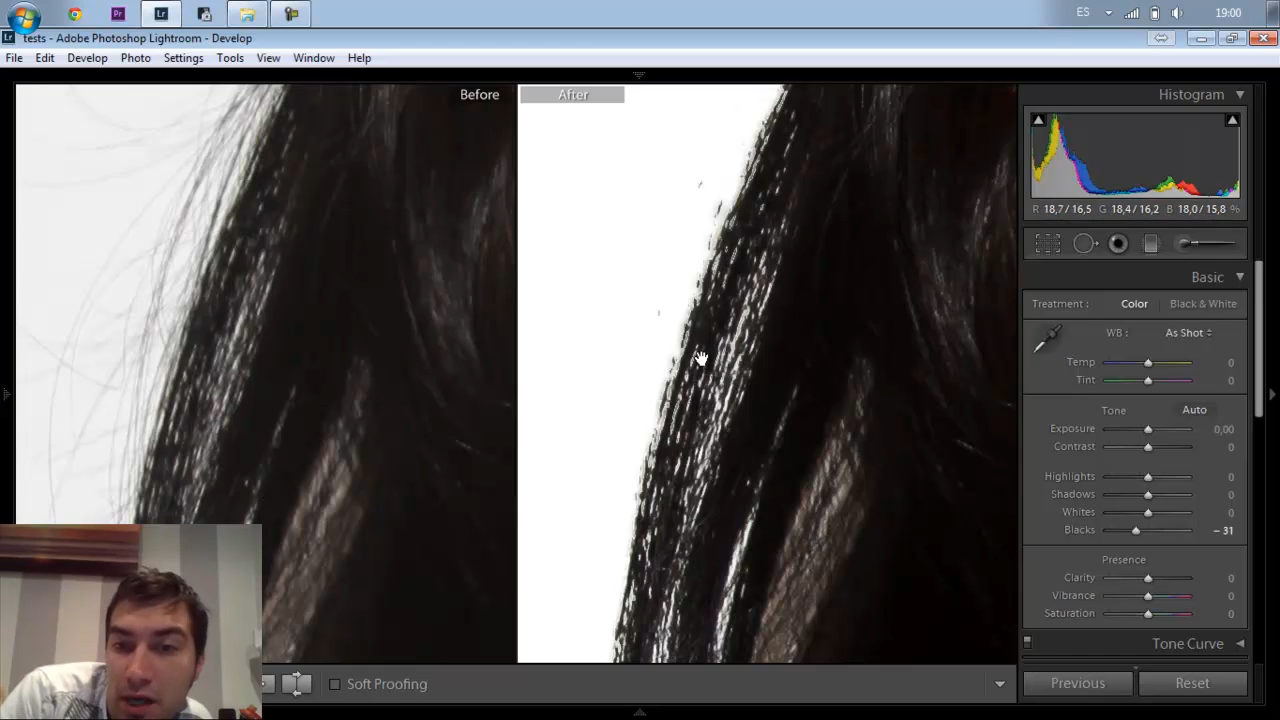 Pr
Lr
ES
19:00
Lr tests - Adobe Photoshop Lightroom - Develop
File Edit Develop Photo Settings Tools View Window Help
Before
After
Histogram
R 18,7 / 16,5 G 18,4 / 16,2 B 18,0 / 15,8 %
Basic
Treatment : Color Black & White
WB : As Shot
Temp 0
Tint 0
Tone Auto
Exposure 0,00
Contrast 0
Highlights 0
Shadows 0
Whites 0
Blacks – 31
Presence
Clarity 0
Vibrance 0
Saturation 0
Tone Curve
Soft Proofing
Previous Reset